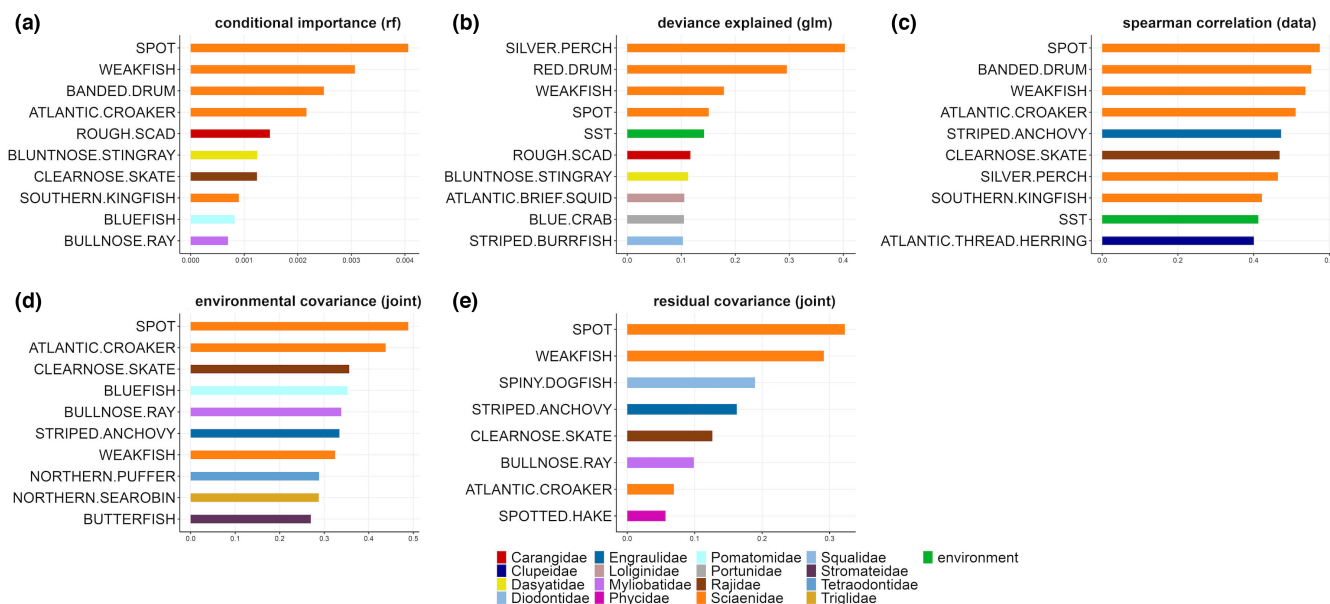 (a) conditional importance (rf)
SPOT
WEAKFISH
BANDED.DRUM
ATLANTIC.CROAKER
ROUGH.SCAD
BLUNTNOSE.STINGRAY
CLEARNOSE.SKATE
SOUTHERN.KINGFISH
BLUEFISH
BULLNOSE.RAY
0.000 0.001 0.002 0.003 0.004
(b) deviance explained (glm)
SILVER.PERCH
RED.DRUM
WEAKFISH
SPOT
SST
ROUGH.SCAD
BLUNTNOSE.STINGRAY
ATLANTIC.BRIEF.SQUID
BLUE.CRAB
STRIPED.BURRFISH
0.0 0.1 0.2 0.3 0.4
(c) spearman correlation (data)
SPOT
BANDED.DRUM
WEAKFISH
ATLANTIC.CROAKER
STRIPED.ANCHOVY
CLEARNOSE.SKATE
SILVER.PERCH
SOUTHERN.KINGFISH
SST
ATLANTIC.THREAD.HERRING
0.0 0.2 0.4
(d) environmental covariance (joint)
SPOT
ATLANTIC.CROAKER
CLEARNOSE.SKATE
BLUEFISH
BULLNOSE.RAY
STRIPED.ANCHOVY
WEAKFISH
NORTHERN.PUFFER
NORTHERN.SEAROBIN
BUTTERFISH
0.0 0.1 0.2 0.3 0.4 0.5
(e) residual covariance (joint)
SPOT
WEAKFISH
SPINY.DOGFISH
STRIPED.ANCHOVY
CLEARNOSE.SKATE
BULLNOSE.RAY
ATLANTIC.CROAKER
SPOTTED.HAKE
0.0 0.1 0.2 0.3
Carangidae Engraulidae Pomatomidae Squalidae environment
Clupeidae Loliginidae Portunidae Stromateidae
Dasyatidae Myliobatidae Rajidae Tetraodontidae
Diodontidae Phycidae Sciaenidae Triglidae